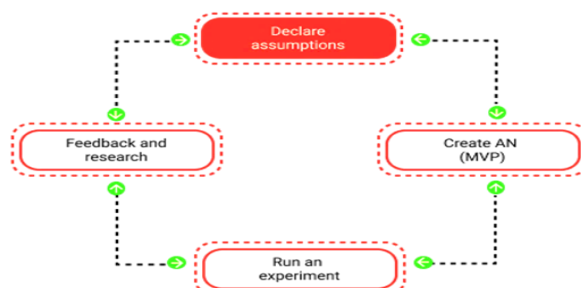 Declare
assumptions
Feedback and
research
Create AN
(MVP)
Run an
experiment